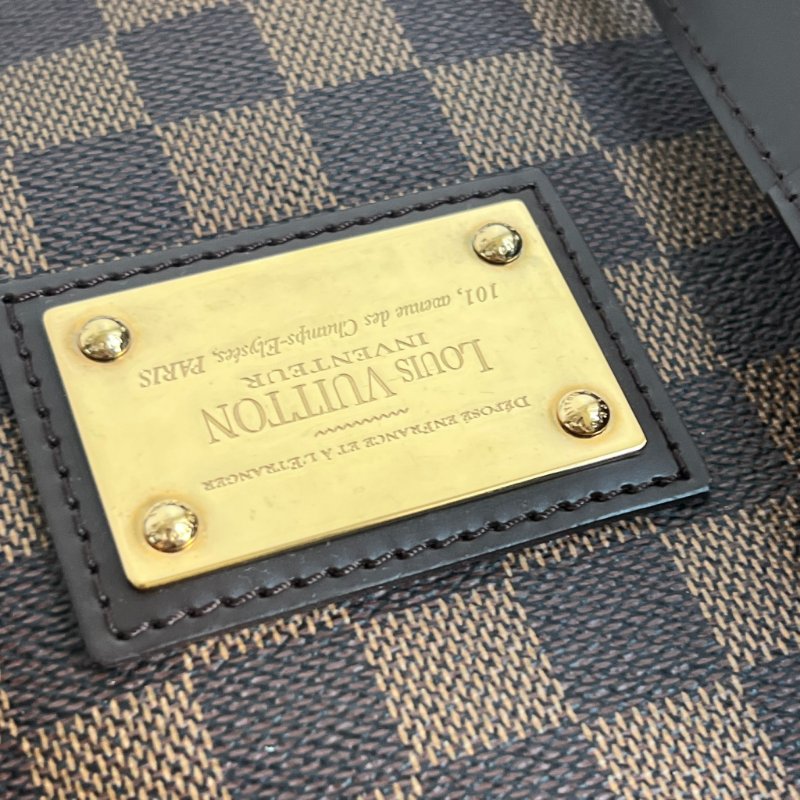 DÉPOSÉ EN FRANCE ET À L'ÉTRANGER
LOUIS VUITTON
INVENTEUR
101, avenue des Champs-Elysées, PARIS